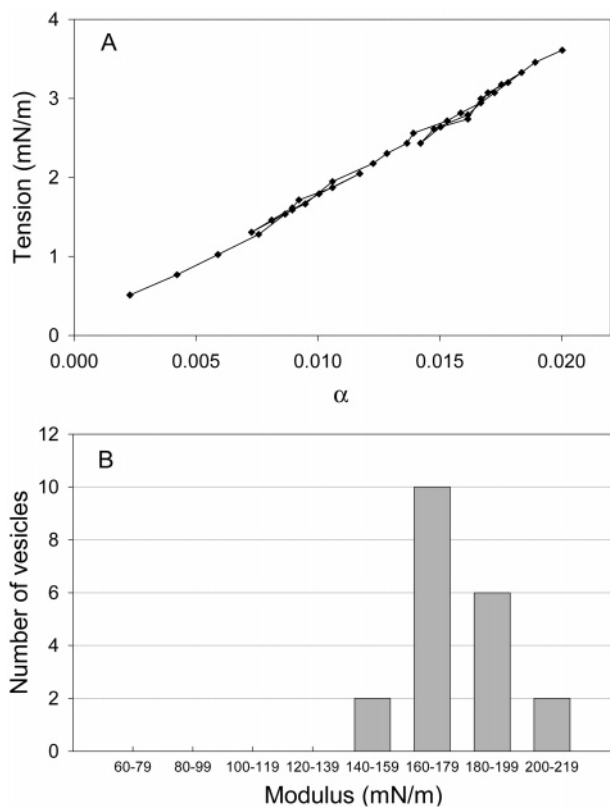 A
4
3
2
1
0
Tension (mN/m)
0.000 0.005 0.010 0.015 0.020
α
B
12
10
8
6
4
2
0
Number of vesicles
60-79 80-99 100-119 120-139 140-159 160-179 180-199 200-219
Modulus (mN/m)